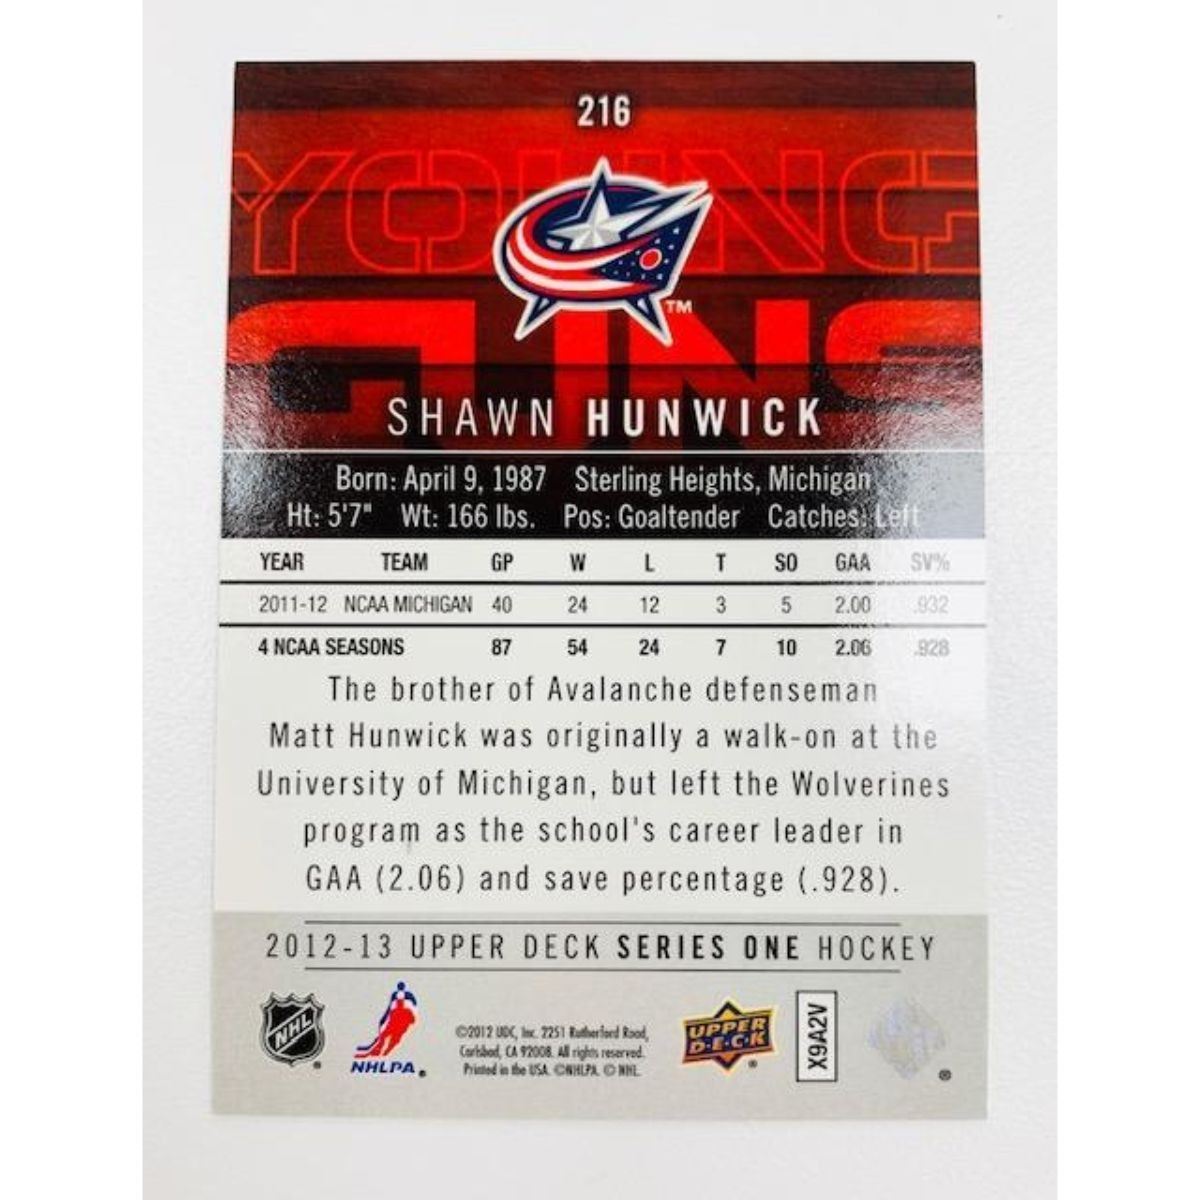 216
YOUNG
GUNS
TM
SHAWN HUNWICK
Born: April 9, 1987 Sterling Heights, Michigan
Ht: 5'7" Wt: 166 lbs. Pos: Goaltender Catches: Left
YEAR TEAM GP W L T SO GAA SV%
2011-12 NCAA MICHIGAN 40 24 12 3 5 2.00 .932
4 NCAA SEASONS 87 54 24 7 10 2.06 .928
The brother of Avalanche defenseman
Matt Hunwick was originally a walk-on at the
University of Michigan, but left the Wolverines
program as the school's career leader in
GAA (2.06) and save percentage (.928).
2012-13 UPPER DECK SERIES ONE HOCKEY
NHL
NHLPA
©2012 UDC, Inc. 2251 Rutherford Road,
Carlsbad, CA 92008. All rights reserved.
Printed in the USA. ©NHLPA. © NHL.
UPPER
D·E·C·K
X9A2V
®